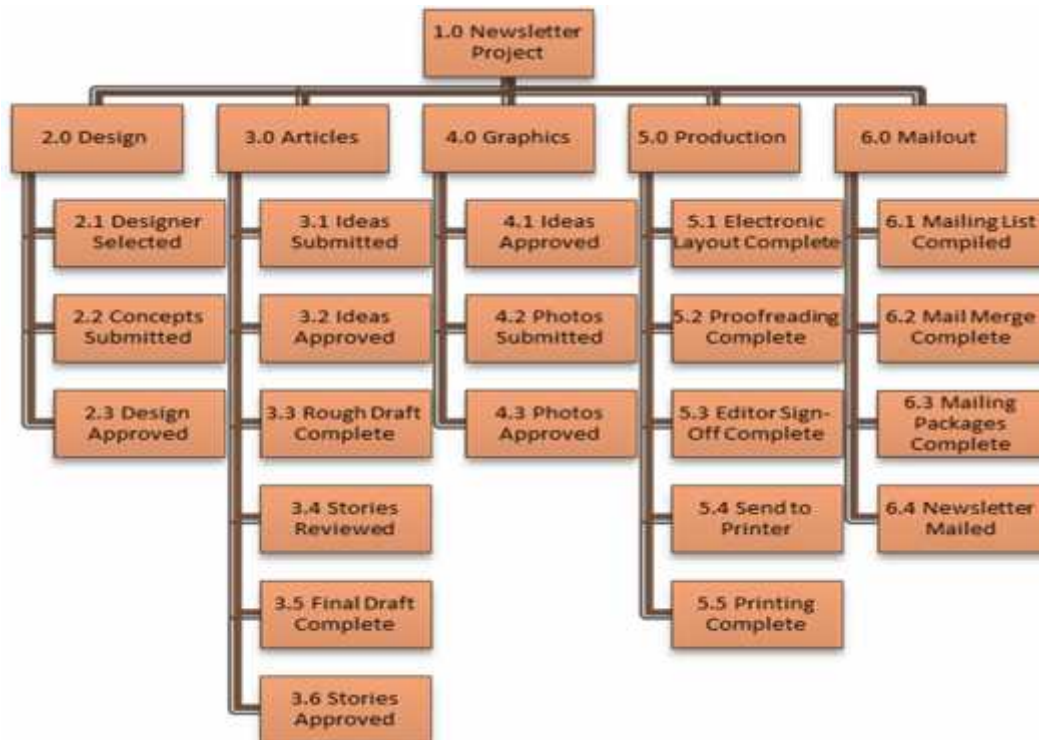 1.0 Newsletter
Project
2.0 Design
3.0 Articles
4.0 Graphics
5.0 Production
6.0 Mailout
2.1 Designer
Selected
2.2 Concepts
Submitted
2.3 Design
Approved
3.1 Ideas
Submitted
3.2 Ideas
Approved
3.3 Rough Draft
Complete
3.4 Stories
Reviewed
3.5 Final Draft
Complete
3.6 Stories
Approved
4.1 Ideas
Approved
4.2 Photos
Submitted
4.3 Photos
Approved
5.1 Electronic
Layout Complete
5.2 Proofreading
Complete
5.3 Editor Sign-
Off Complete
5.4 Send to
Printer
5.5 Printing
Complete
6.1 Mailing List
Compiled
6.2 Mail Merge
Complete
6.3 Mailing
Packages
Complete
6.4 Newsletter
Mailed